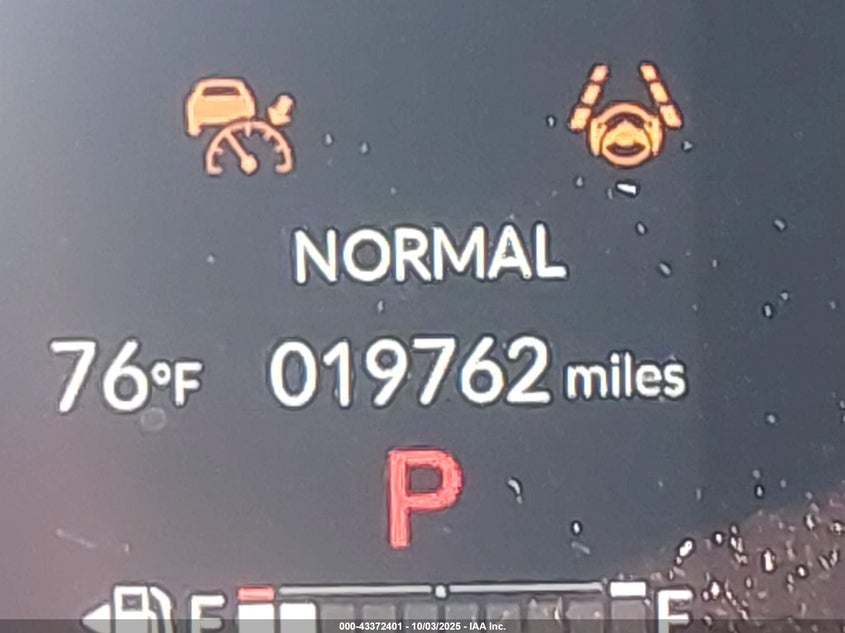 NORMAL
76°F 019762 miles
P
E F
000-43372401 - 10/03/2025 - IAA Inc.